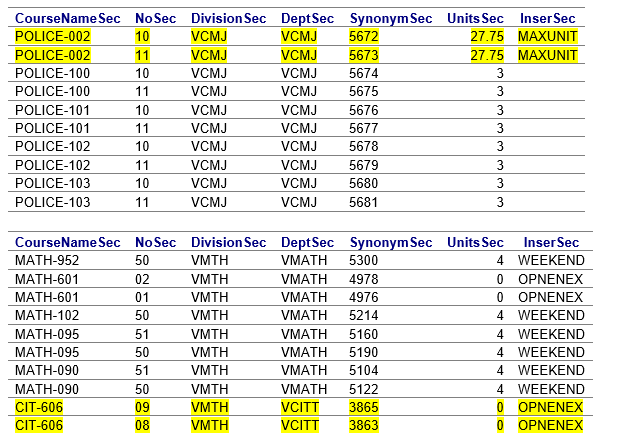 CourseNameSec NoSec DivisionSec DeptSec SynonymSec UnitsSec InserSec
POLICE-002 10 VCMJ VCMJ 5672 27.75 MAXUNIT
POLICE-002 11 VCMJ VCMJ 5673 27.75 MAXUNIT
POLICE-100 10 VCMJ VCMJ 5674 3
POLICE-100 11 VCMJ VCMJ 5675 3
POLICE-101 10 VCMJ VCMJ 5676 3
POLICE-101 11 VCMJ VCMJ 5677 3
POLICE-102 10 VCMJ VCMJ 5678 3
POLICE-102 11 VCMJ VCMJ 5679 3
POLICE-103 10 VCMJ VCMJ 5680 3
POLICE-103 11 VCMJ VCMJ 5681 3
CourseNameSec NoSec DivisionSec DeptSec SynonymSec UnitsSec InserSec
MATH-952 50 VMTH VMATH 5300 4 WEEKEND
MATH-601 02 VMTH VMATH 4978 0 OPNENEX
MATH-601 01 VMTH VMATH 4976 0 OPNENEX
MATH-102 50 VMTH VMATH 5214 4 WEEKEND
MATH-095 51 VMTH VMATH 5160 4 WEEKEND
MATH-095 50 VMTH VMATH 5190 4 WEEKEND
MATH-090 51 VMTH VMATH 5104 4 WEEKEND
MATH-090 50 VMTH VMATH 5122 4 WEEKEND
CIT-606 09 VMTH VCITT 3865 0 OPNENEX
CIT-606 08 VMTH VCITT 3863 0 OPNENEX